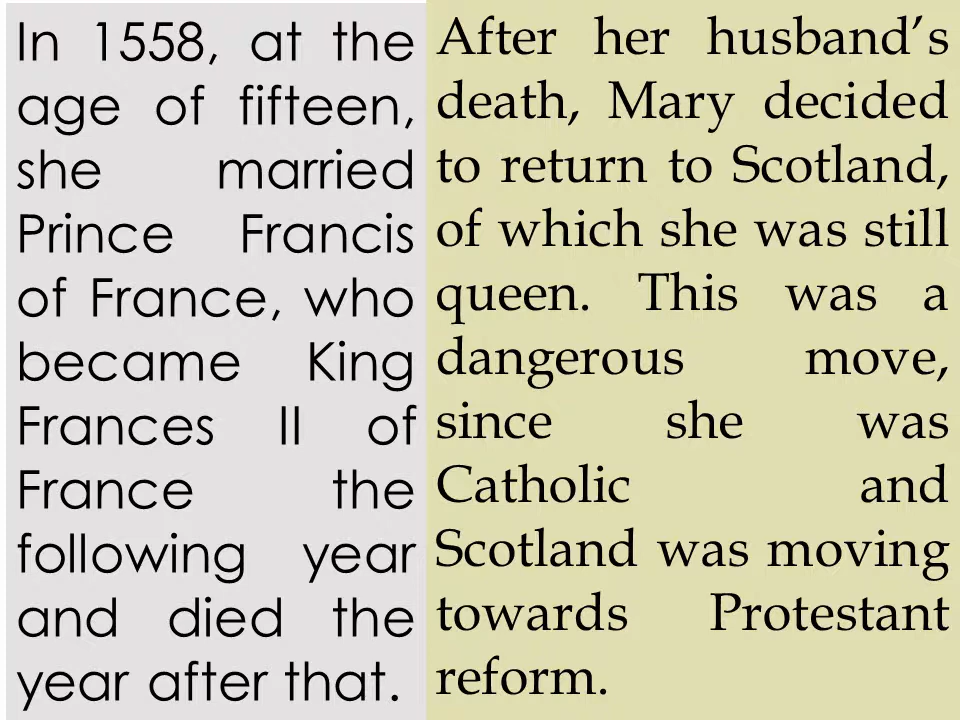 In 1558, at the
age of fifteen,
she married
Prince Francis
of France, who
became King
Frances II of
France the
following year
and died the
year after that.
After her husband’s
death, Mary decided
to return to Scotland,
of which she was still
queen. This was a
dangerous move,
since she was
Catholic and
Scotland was moving
towards Protestant
reform.